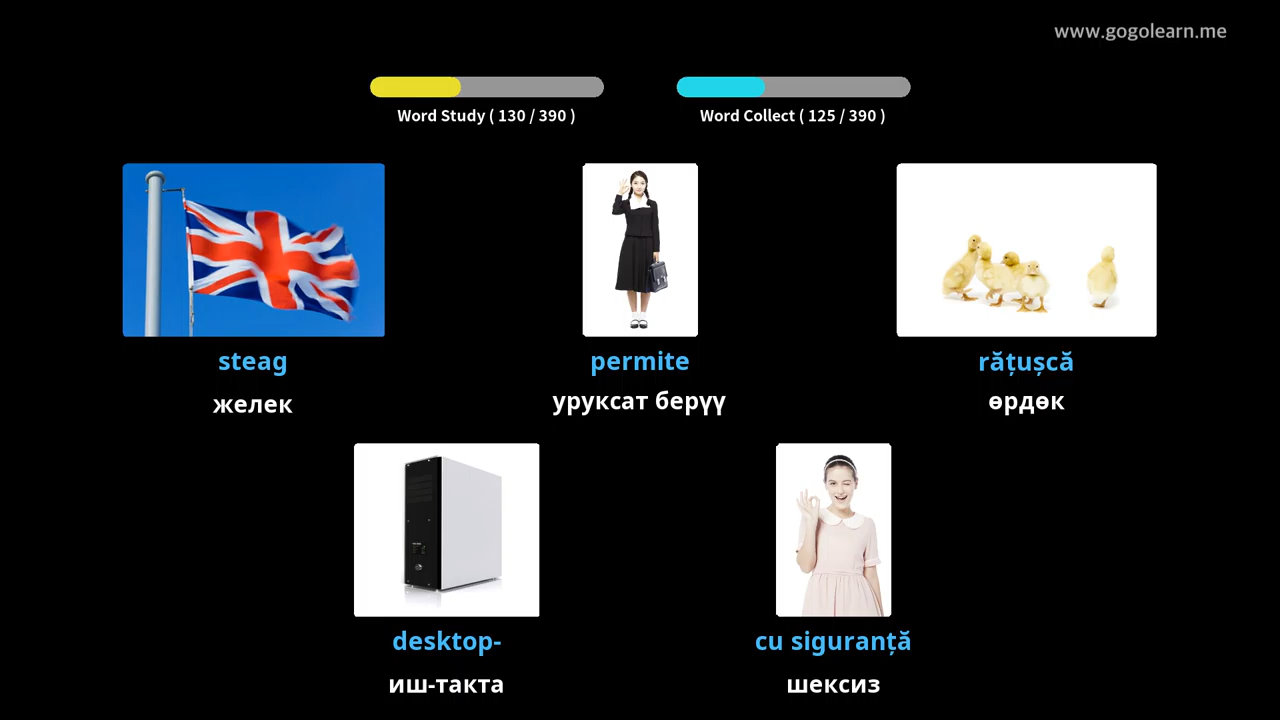 www.gogolearn.me
Word Study ( 130 / 390 )
Word Collect ( 125 / 390 )
steag
permite
rățușcă
желек
уруксат берүү
өрдөк
desktop-
cu siguranță
иш-такта
шексиз